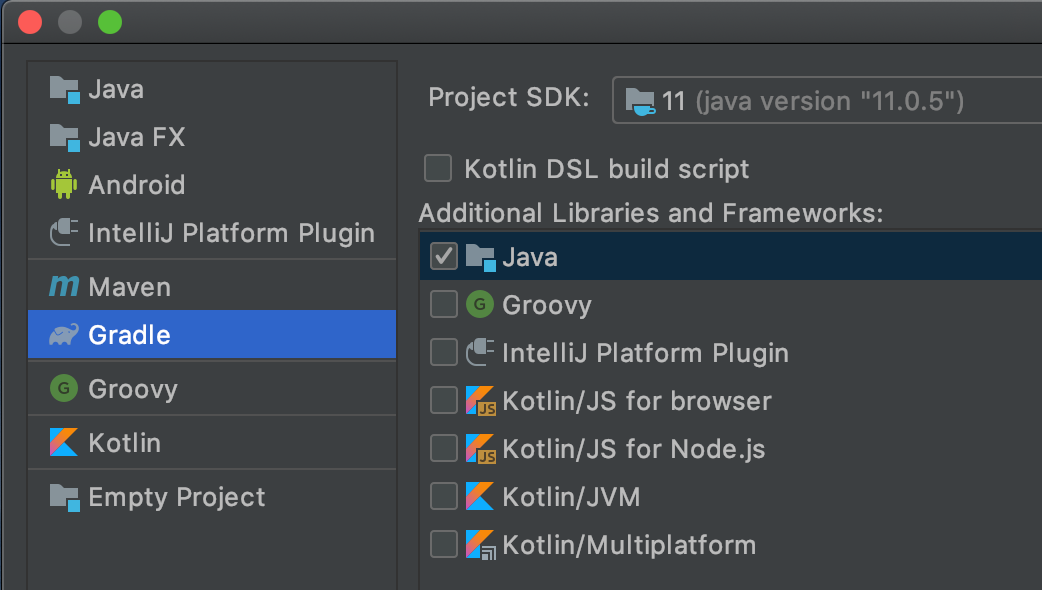 Java
Java FX
Android
IntelliJ Platform Plugin
m Maven
Gradle
G Groovy
Kotlin
Empty Project
Project SDK: 11 (java version "11.0.5")
Kotlin DSL build script
Additional Libraries and Frameworks:
Java
G Groovy
IntelliJ Platform Plugin
JS Kotlin/JS for browser
JS Kotlin/JS for Node.js
Kotlin/JVM
Kotlin/Multiplatform